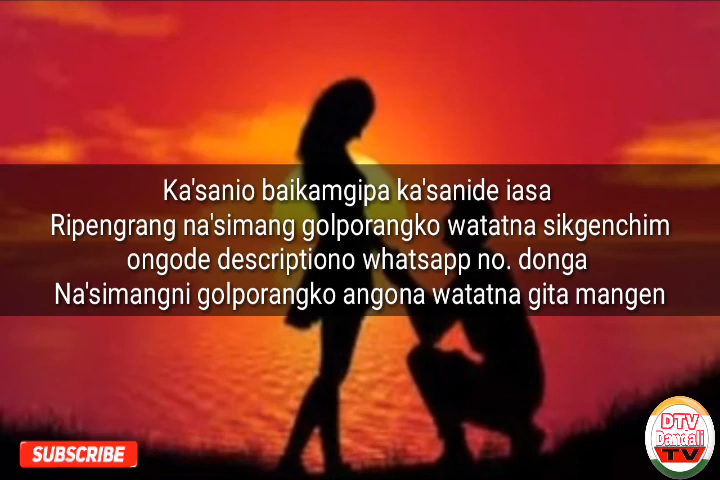 Ka'sanio baikamgipa ka'sanide iasa
Ripengrang na'simang golporangko watatna sikgenchim
ongode descriptiono whatsapp no. donga
Na'simangni golporangko angona watatna gita mangen
SUBSCRIBE
DTV
Dandali
TV